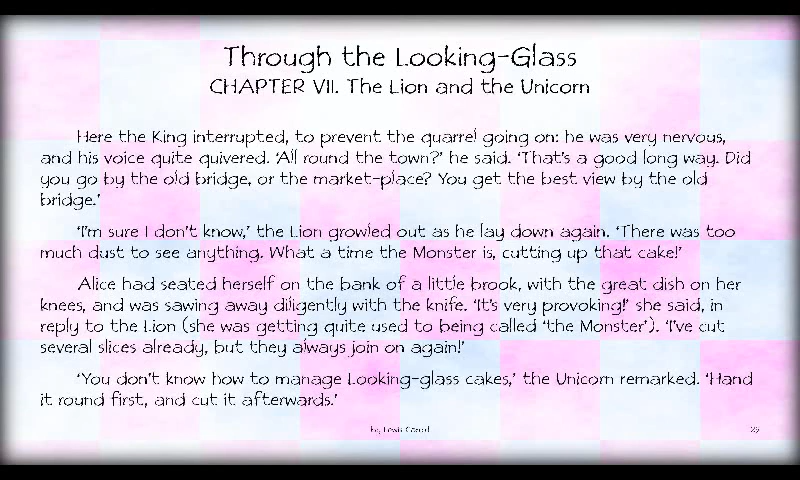 Through the Looking-Glass
CHAPTER VII. The Lion and the Unicorn
Here the King interrupted, to prevent the quarrel going on: he was very nervous,
and his voice quite quivered. ‘All round the town?’ he said. ‘That’s a good long way. Did
you go by the old bridge, or the market-place? You get the best view by the old
bridge.’
‘I’m sure I don’t know,’ the Lion growled out as he lay down again. ‘There was too
much dust to see anything. What a time the Monster is, cutting up that cake!’
Alice had seated herself on the bank of a little brook, with the great dish on her
knees, and was sawing away diligently with the knife. ‘It’s very provoking!’ she said, in
reply to the Lion (she was getting quite used to being called ‘the Monster’). ‘I’ve cut
several slices already, but they always join on again!’
‘You don’t know how to manage Looking-glass cakes,’ the Unicorn remarked. ‘Hand
it round first, and cut it afterwards.’
by Lewis Carroll